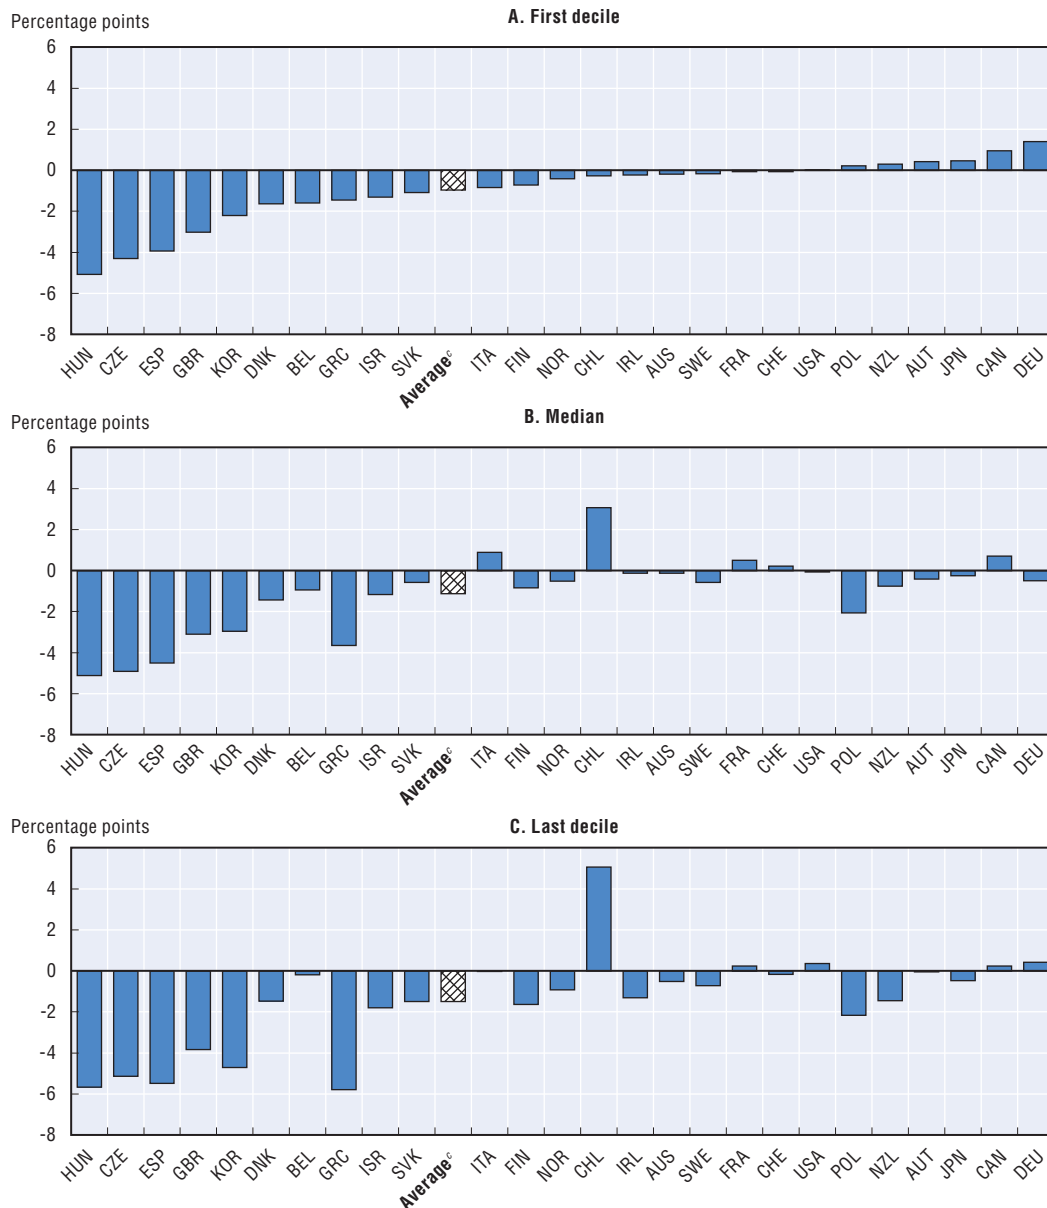 A. First decile
Percentage points
6
4
2
0
-2
-4
-6
-8
HUN CZE ESP GBR KOR DNK BEL GRC ISR SVK Averageᶜ ITA FIN NOR CHL IRL AUS SWE FRA CHE USA POL NZL AUT JPN CAN DEU
B. Median
Percentage points
6
4
2
0
-2
-4
-6
-8
HUN CZE ESP GBR KOR DNK BEL GRC ISR SVK Averageᶜ ITA FIN NOR CHL IRL AUS SWE FRA CHE USA POL NZL AUT JPN CAN DEU
C. Last decile
Percentage points
6
4
2
0
-2
-4
-6
-8
HUN CZE ESP GBR KOR DNK BEL GRC ISR SVK Averageᶜ ITA FIN NOR CHL IRL AUS SWE FRA CHE USA POL NZL AUT JPN CAN DEU